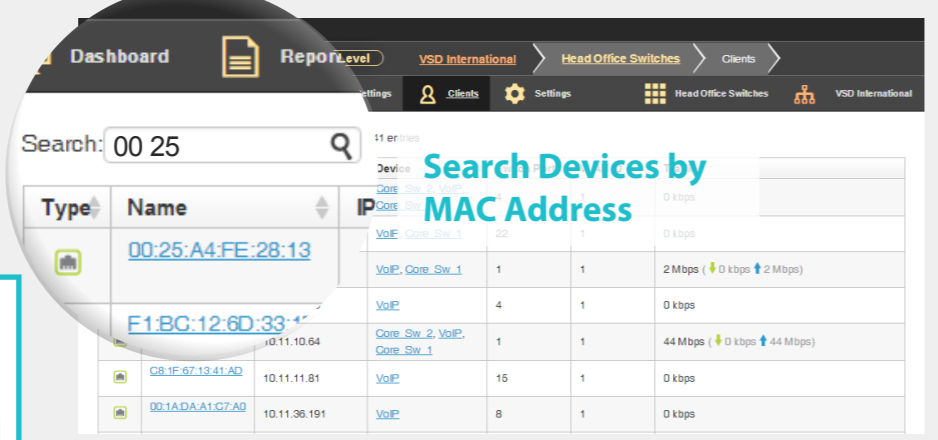 Dashboard Report Level VSD International Head Office Switches Clients
ettings Clients Settings Head Office Switches VSD International
Search: 00 25 41 entries
Search Devices by
MAC Address
Type Name IP Device
Core_Sw_2, VoIP, 0 kbps
00:25:A4:FE:28:13 VoIP, Core_Sw_1 22 1 0 kbps
VoIP, Core_Sw_1 1 1 2 Mbps ( 0 kbps 2 Mbps)
F1:BC:12:6D:33: VoIP 4 1 0 kbps
10.11.10.64 Core_Sw_2, VoIP, 1 1 44 Mbps ( 0 kbps 44 Mbps)
Core_Sw_1
C8:1F:67:13:41:AD 10.11.11.81 VoIP 15 1 0 kbps
00:1A:DA:A1:C7:A0 10.11.36.191 VoIP 8 1 0 kbps